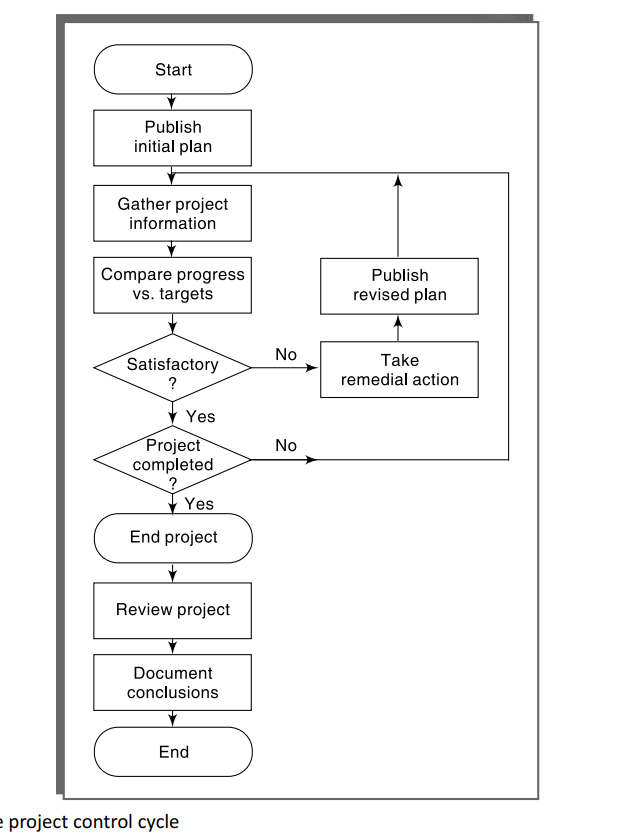 Start
Publish
initial plan
Gather project
information
Compare progress
vs. targets
Publish
revised plan
Satisfactory
?
No
Take
remedial action
Yes
Project
completed
?
No
Yes
End project
Review project
Document
conclusions
End
e project control cycle